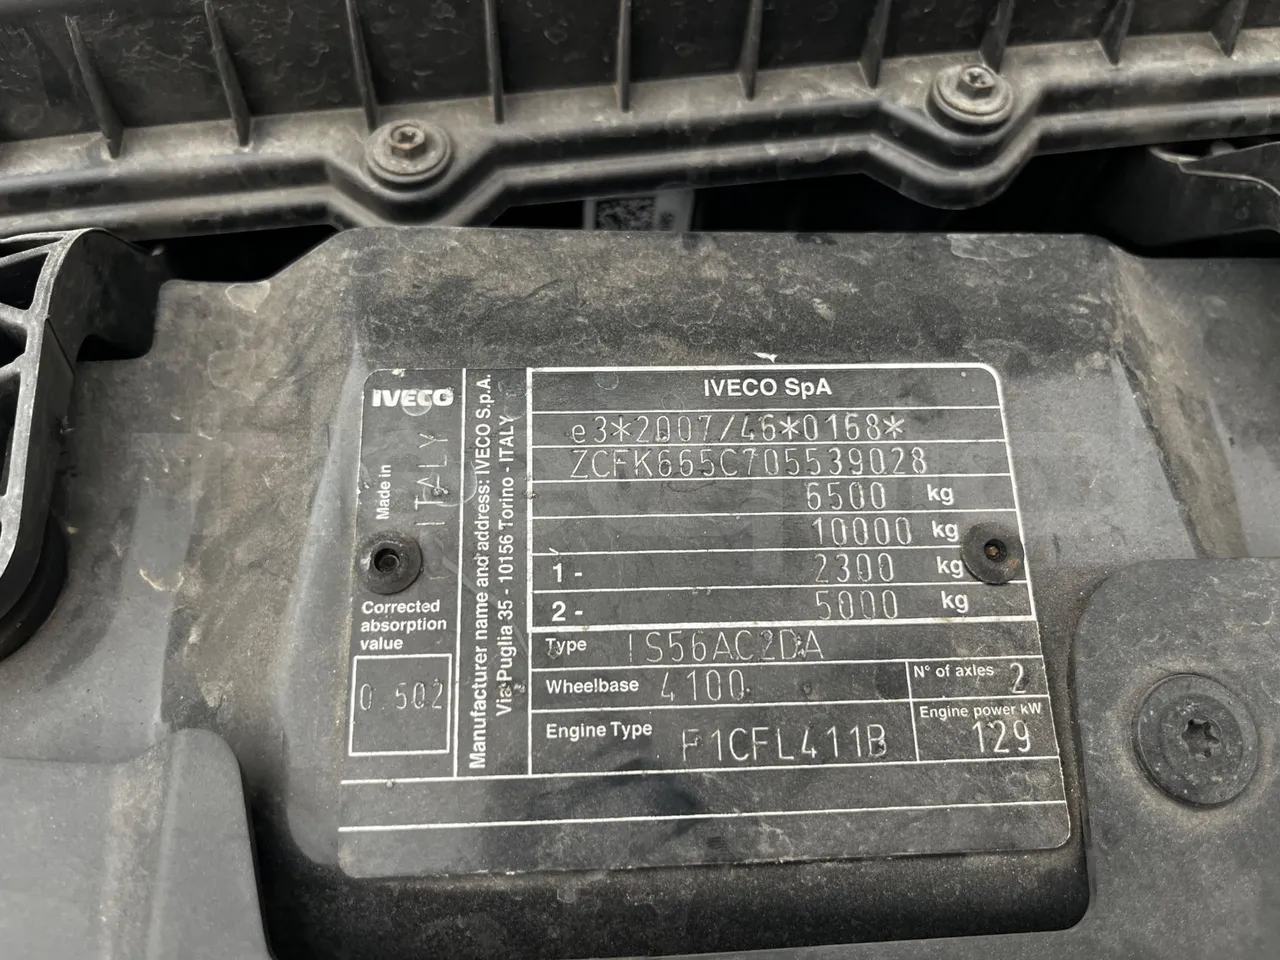 IVECO
Made in
ITALY
Corrected
absorption
value
0.502
Manufacturer name and address: IVECO S.p.A.
Via Puglia 35 - 10156 Torino - ITALY
IVECO SpA
e3*2007/46*0168*
ZCFK665C705539028
6500 kg
10000 kg
1 - 2300 kg
2 - 5000 kg
Type IS56AC2DA
Wheelbase 4100
N° of axles 2
Engine Type F1CFL411B
Engine power kW
129